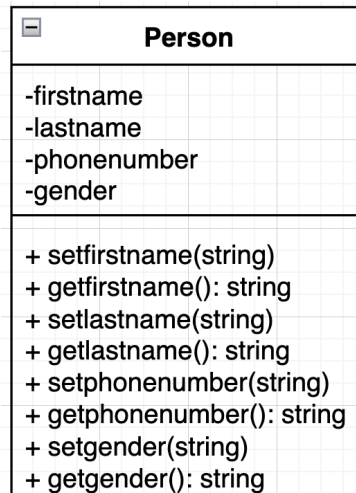 Person
-firstname
-lastname
-phonenumber
-gender
+ setfirstname(string)
+ getfirstname(): string
+ setlastname(string)
+ getlastname(): string
+ setphonenumber(string)
+ getphonenumber(): string
+ setgender(string)
+ getgender(): string